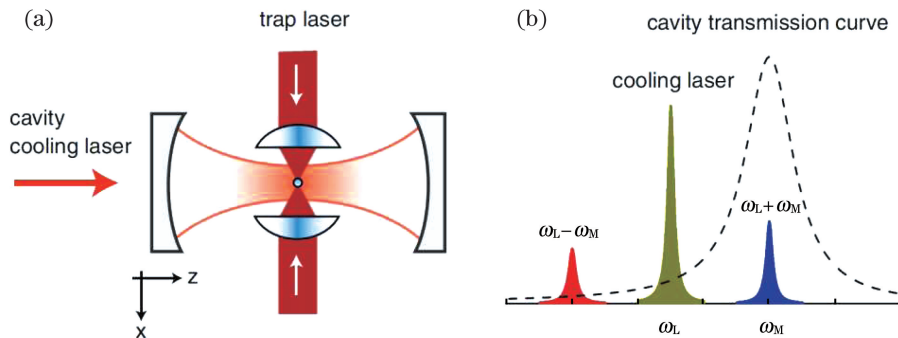 (a)
trap laser
cavity
cooling laser
z
x
(b)
cavity transmission curve
cooling laser
ωL−ωM
ωL+ωM
ωL
ωM